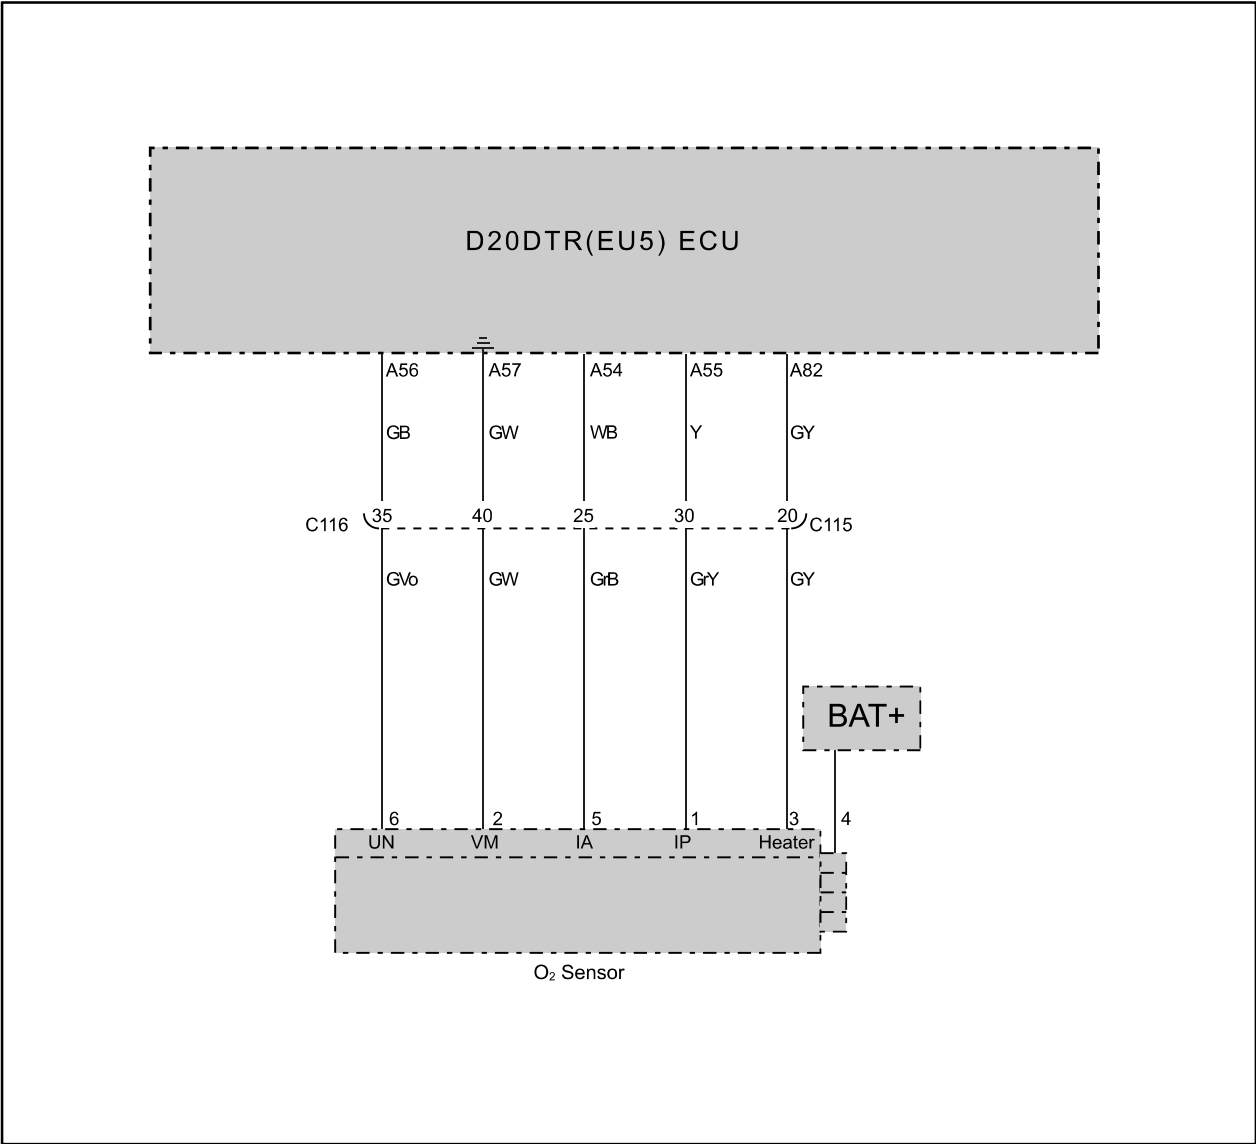 D20DTR(EU5) ECU
A56 A57 A54 A55 A82
GB GW WB Y GY
C116 35 40 25 30 20 C115
GVo GW GrB GrY GY
BAT+
6 2 5 1 3 4
UN VM IA IP Heater
O₂ Sensor